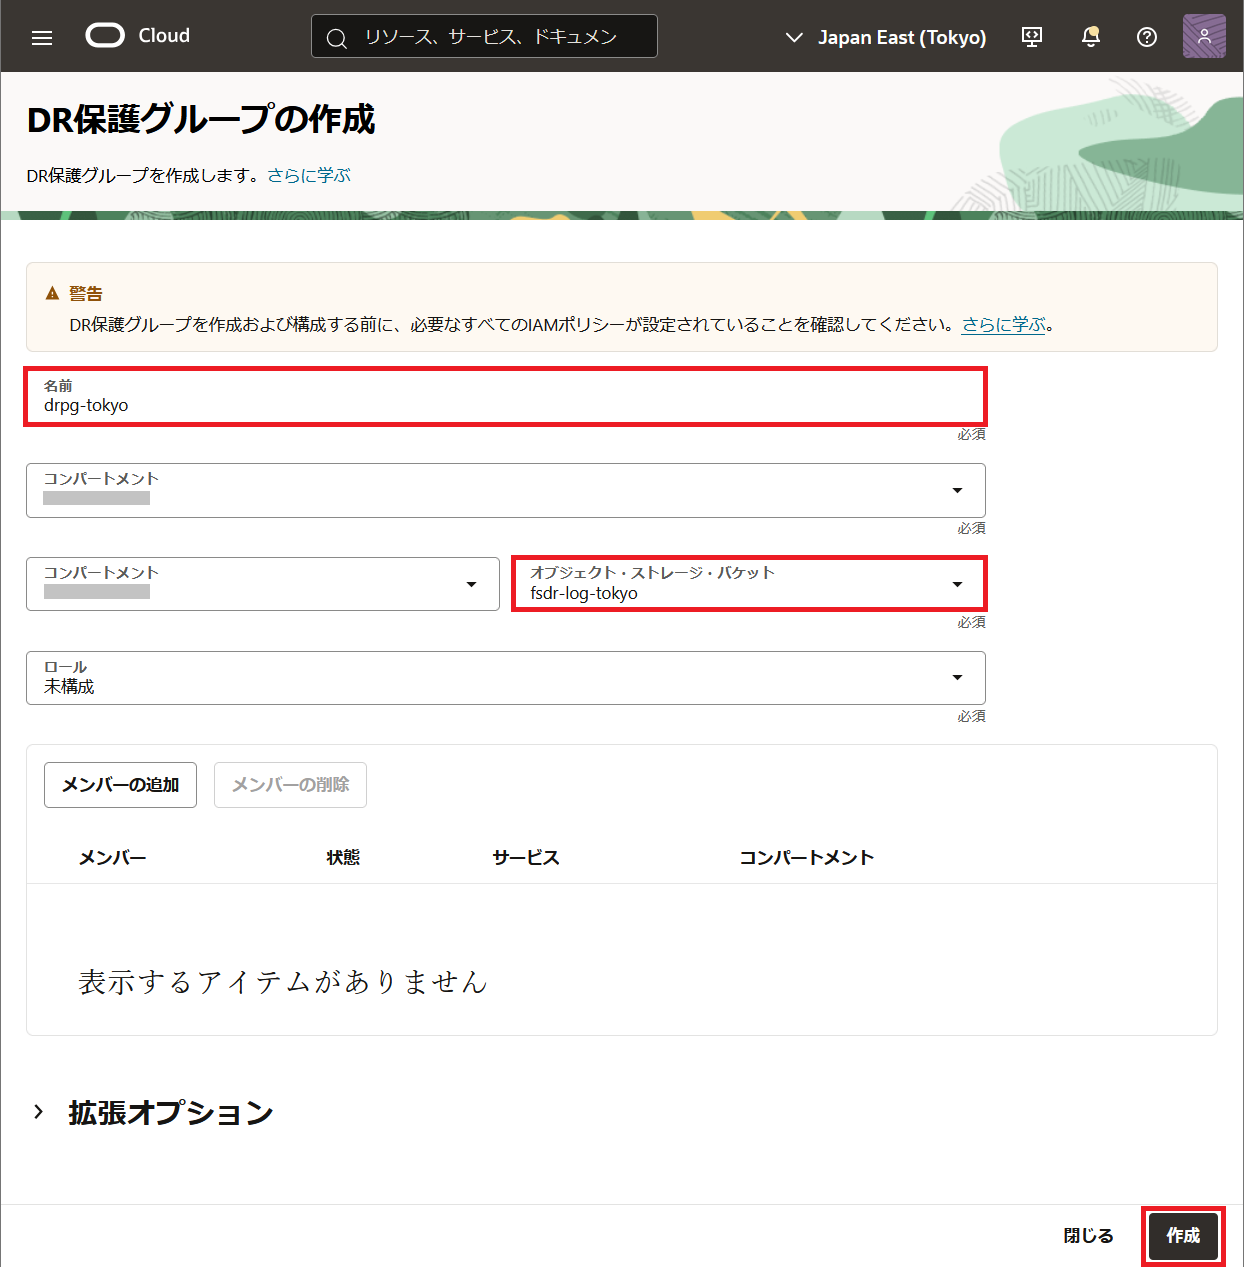 Cloud
リソース、サービス、ドキュメン
Japan East (Tokyo)
DR保護グループの作成
DR保護グループを作成します。さらに学ぶ
警告
DR保護グループを作成および構成する前に、必要なすべてのIAMポリシーが設定されていることを確認してください。さらに学ぶ。
名前
drpg-tokyo
必須
コンパートメント
必須
コンパートメント
オブジェクト・ストレージ・バケット
fsdr-log-tokyo
必須
ロール
未構成
必須
メンバーの追加
メンバーの削除
メンバー 状態 サービス コンパートメント
表示するアイテムがありません
拡張オプション
閉じる
作成